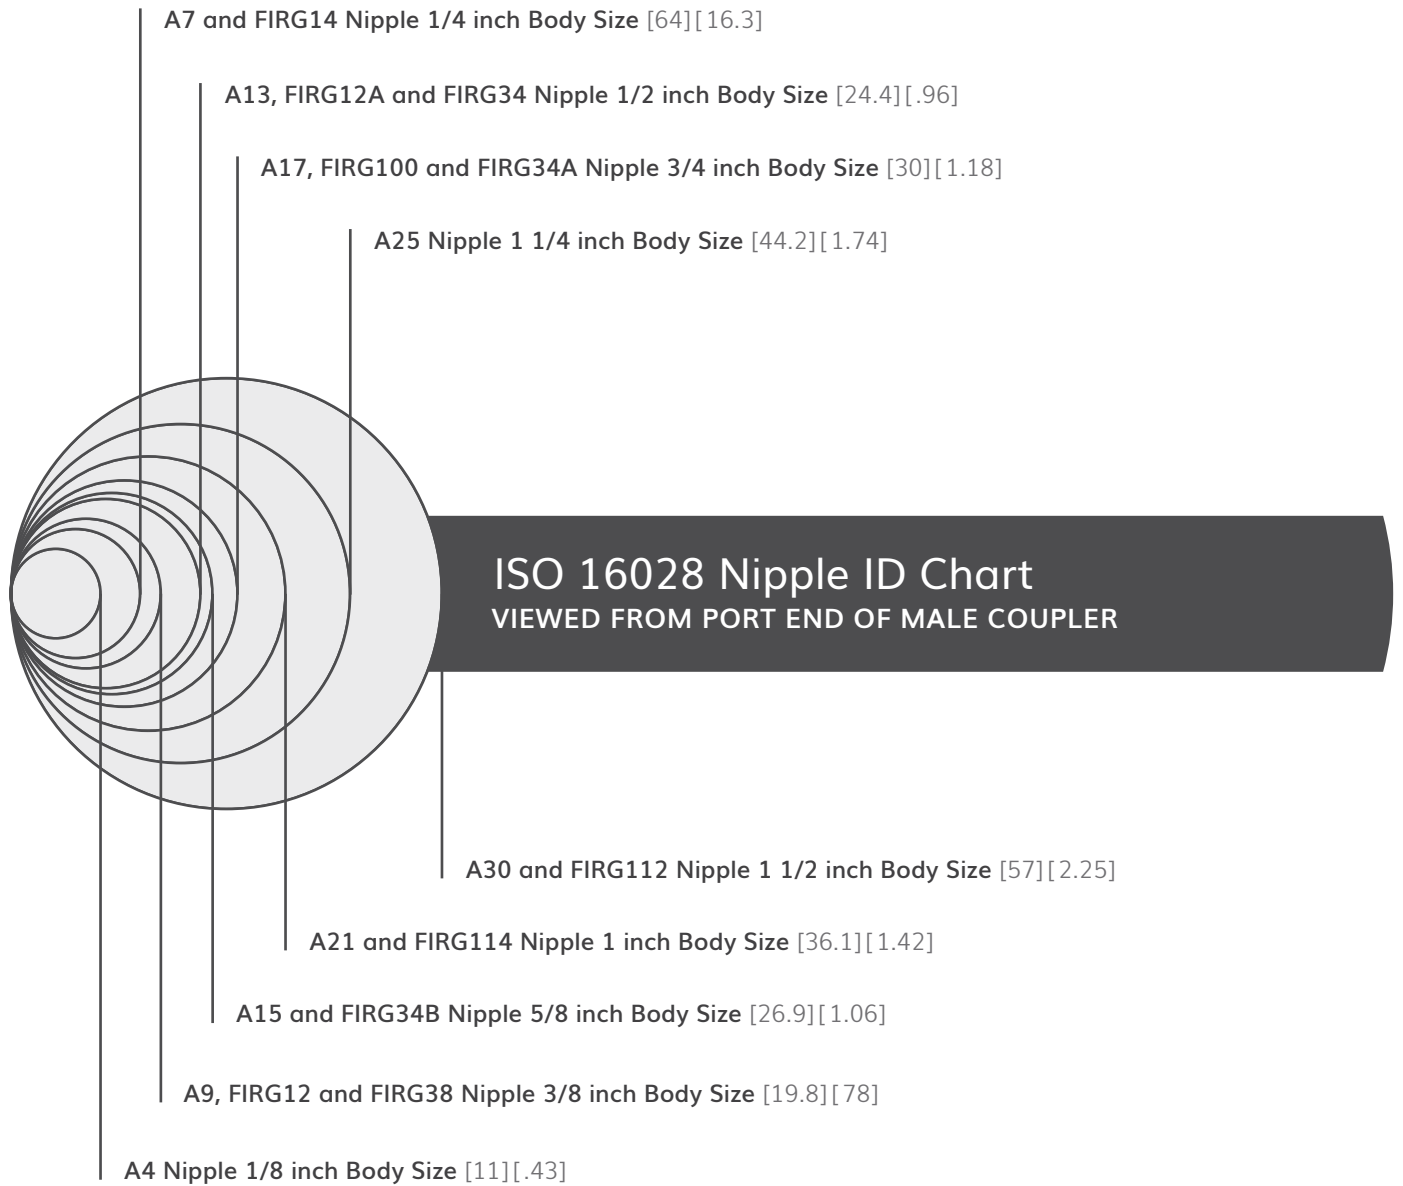 A7 and FIRG14 Nipple 1/4 inch Body Size [64][16.3]
A13, FIRG12A and FIRG34 Nipple 1/2 inch Body Size [24.4][.96]
A17, FIRG100 and FIRG34A Nipple 3/4 inch Body Size [30][1.18]
A25 Nipple 1 1/4 inch Body Size [44.2][1.74]
ISO 16028 Nipple ID Chart
VIEWED FROM PORT END OF MALE COUPLER
A30 and FIRG112 Nipple 1 1/2 inch Body Size [57][2.25]
A21 and FIRG114 Nipple 1 inch Body Size [36.1][1.42]
A15 and FIRG34B Nipple 5/8 inch Body Size [26.9][1.06]
A9, FIRG12 and FIRG38 Nipple 3/8 inch Body Size [19.8][78]
A4 Nipple 1/8 inch Body Size [11][.43]